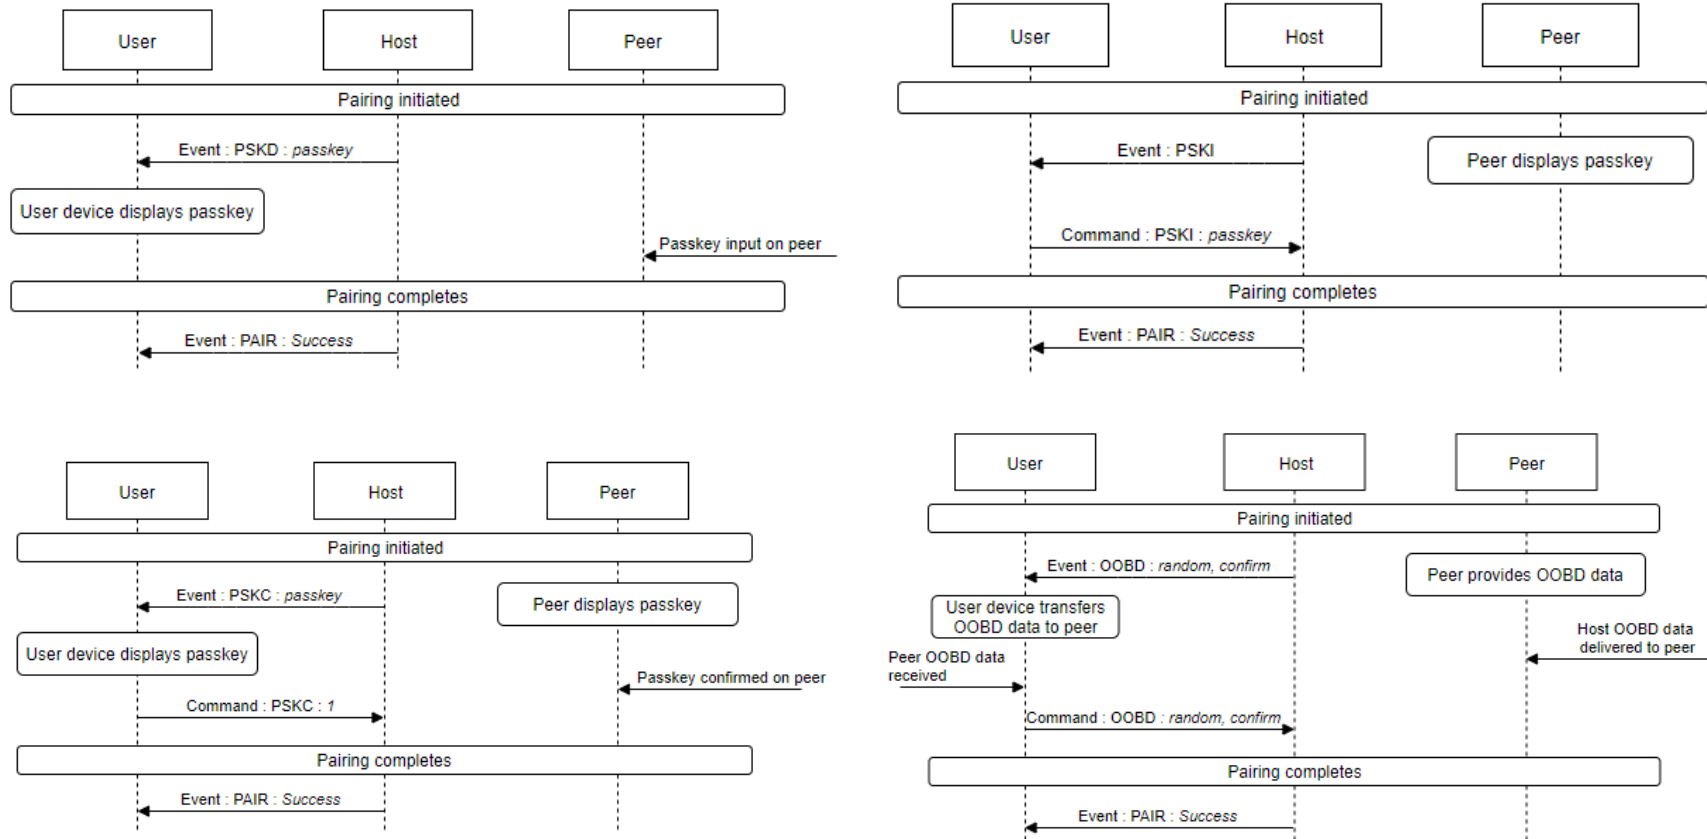 User
Host
Peer
Pairing initiated
Event : PSKD : passkey
User device displays passkey
Passkey input on peer
Pairing completes
Event : PAIR : Success
User
Host
Peer
Pairing initiated
Event : PSKI
Peer displays passkey
Command : PSKI : passkey
Pairing completes
Event : PAIR : Success
User
Host
Peer
Pairing initiated
Event : PSKC : passkey
Peer displays passkey
User device displays passkey
Passkey confirmed on peer
Command : PSKC : 1
Pairing completes
Event : PAIR : Success
User
Host
Peer
Pairing initiated
Event : OOBD : random, confirm
Peer provides OOBD data
User device transfers
OOBD data to peer
Host OOBD data
delivered to peer
Peer OOBD data
received
Command : OOBD : random, confirm
Pairing completes
Event : PAIR : Success